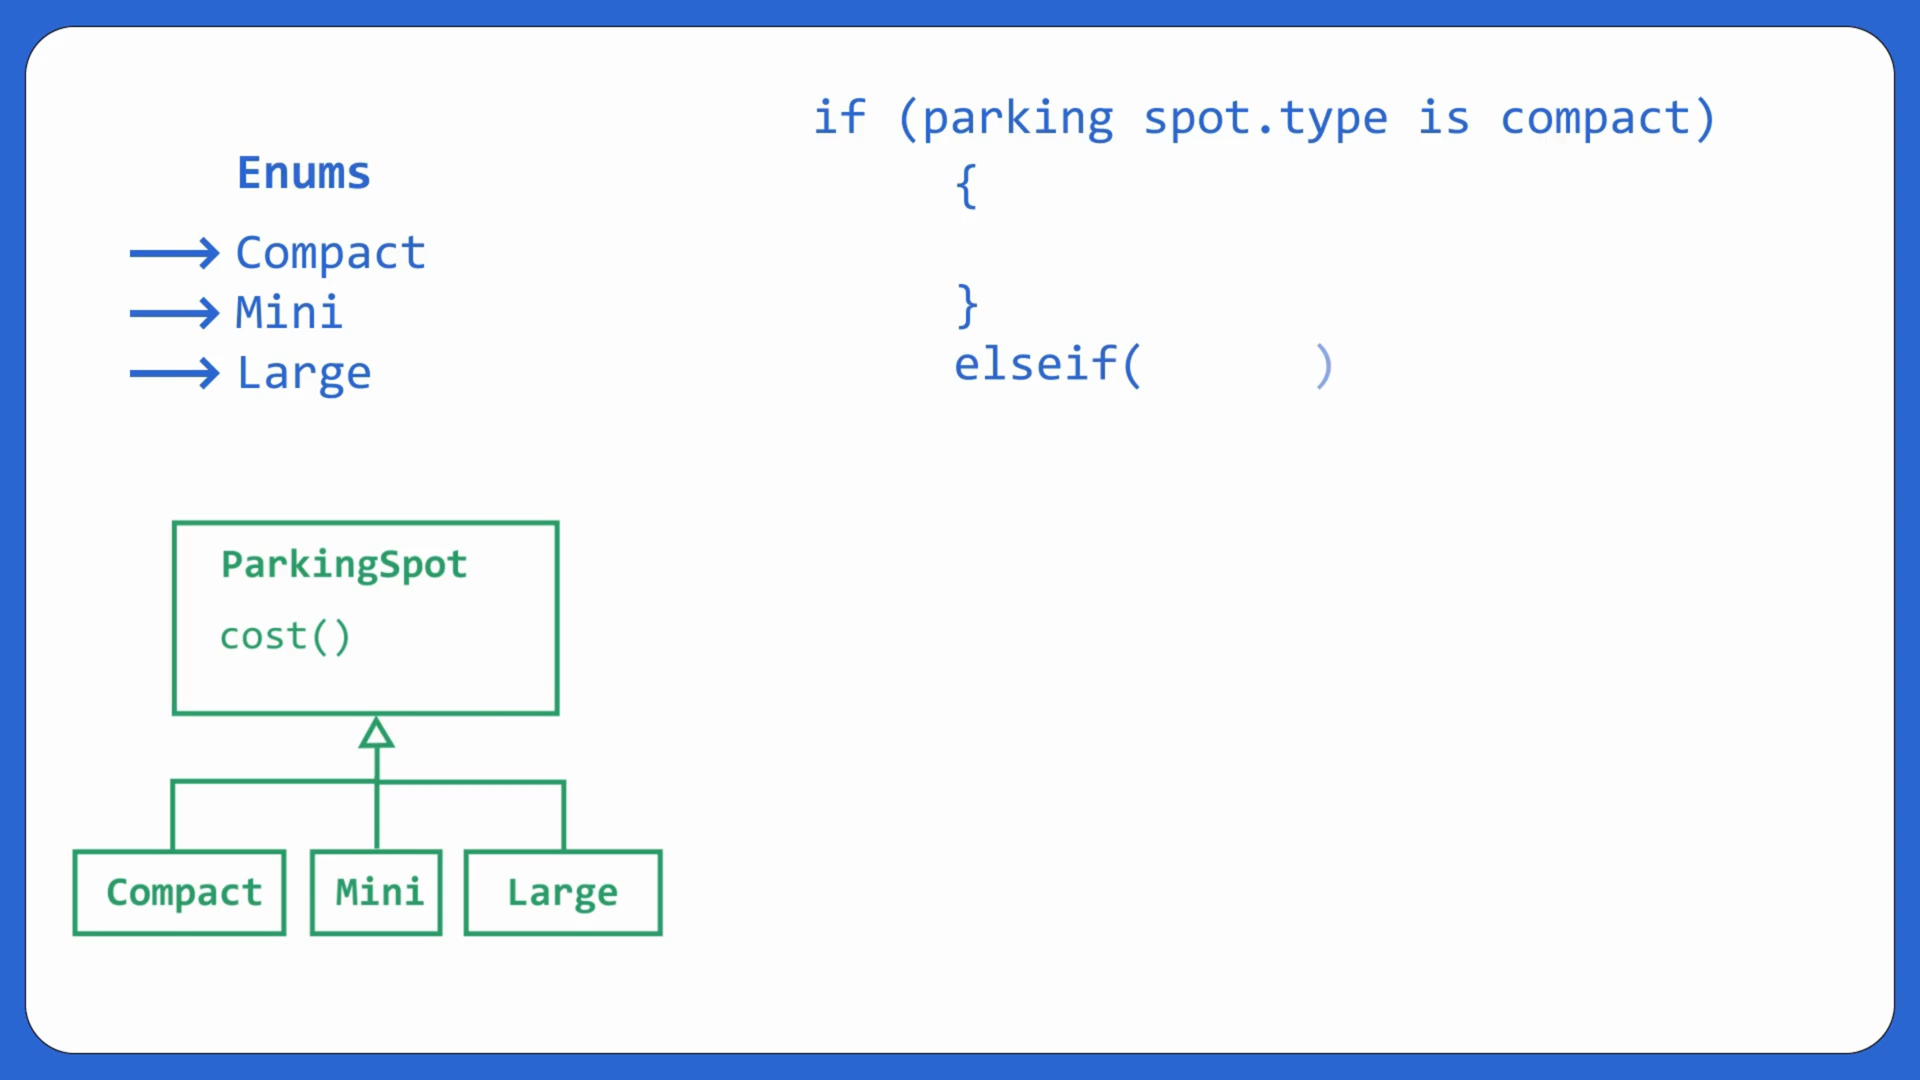 Enums
Compact
Mini
Large
if (parking spot.type is compact)
{
}
elseif(      )
ParkingSpot
cost()
Compact
Mini
Large